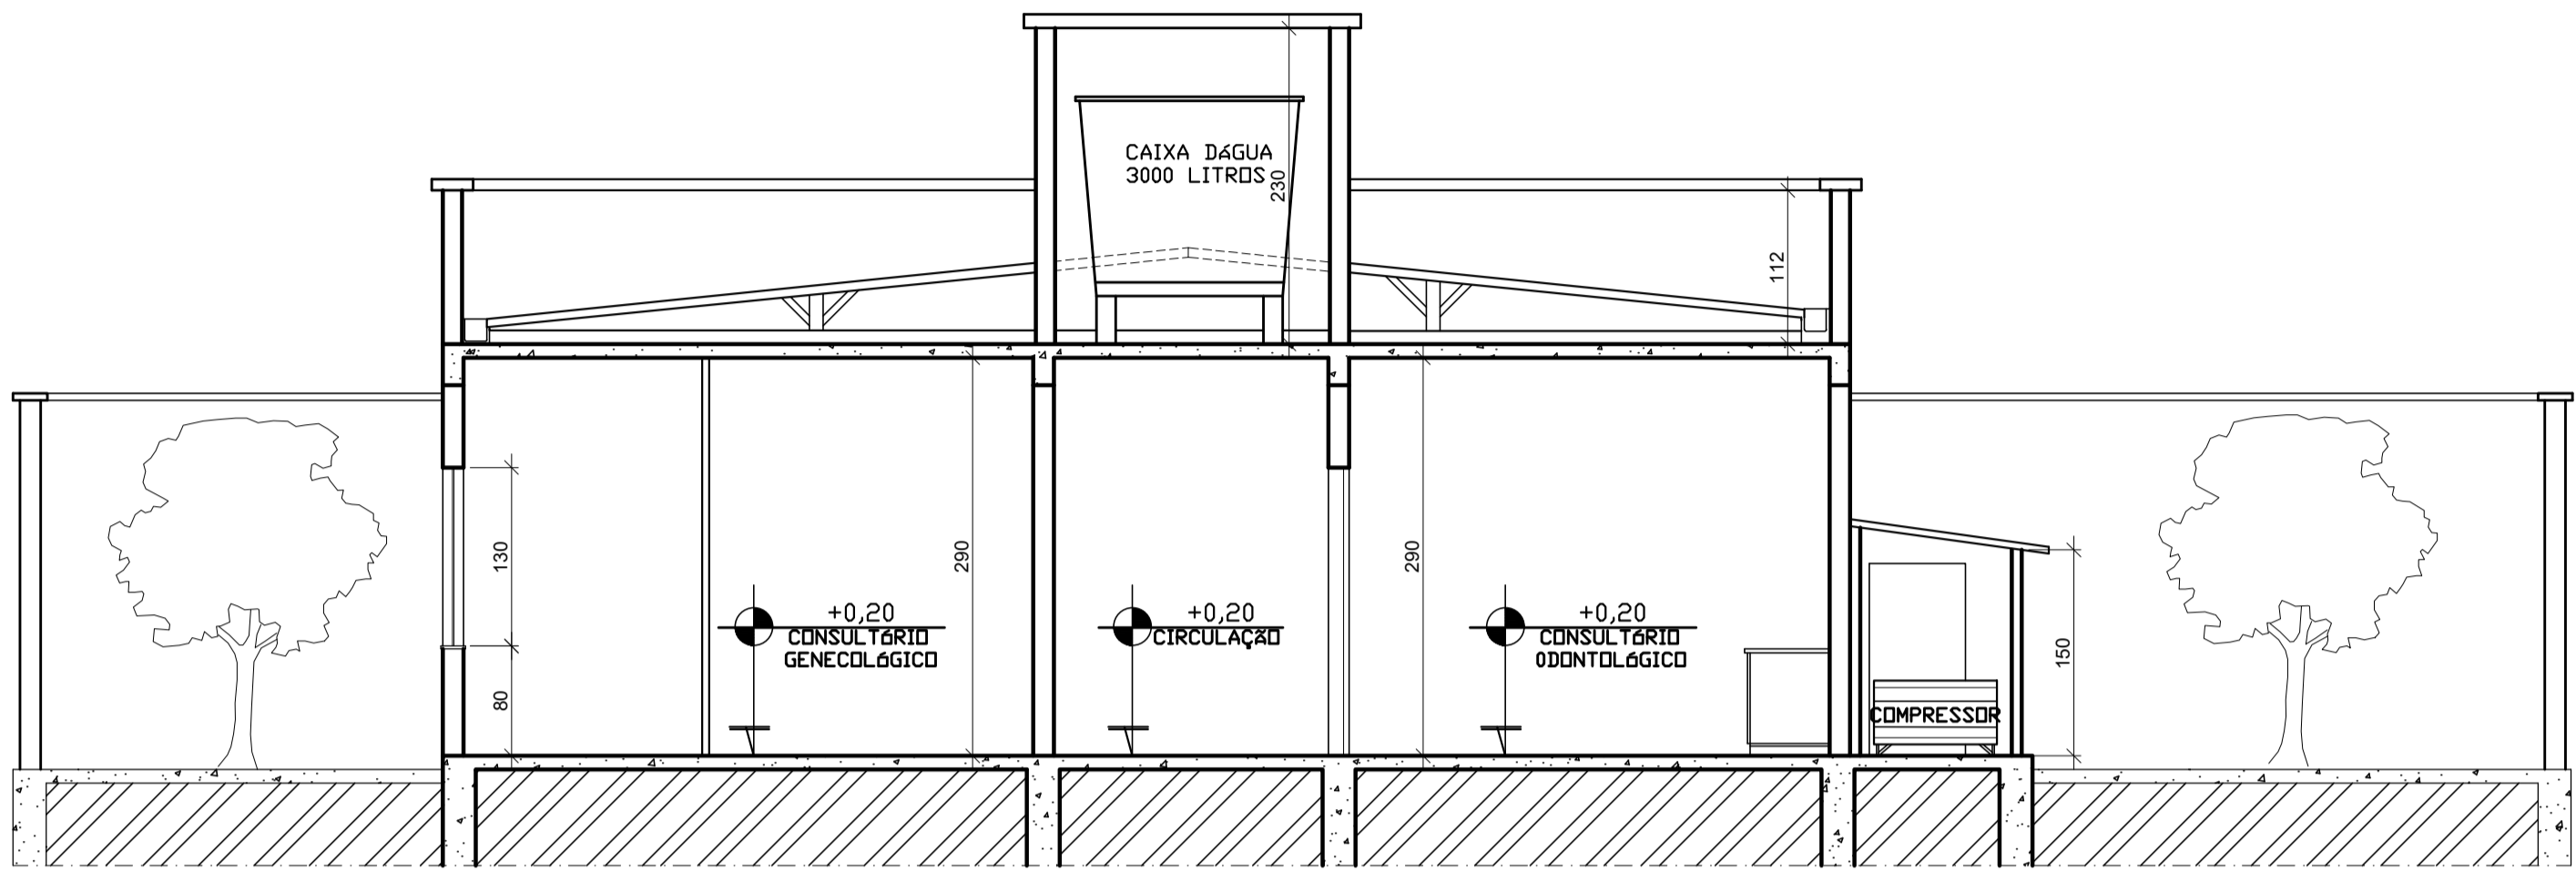 CAIXA DáGUA
3000 LITROS
230
112
130
290
290
+0,20
CONSULTóRIO
GENECOLóGICO
+0,20
CIRCULAÇãO
+0,20
CONSULTóRIO
ODONTOLóGICO
150
80
COMPRESSOR